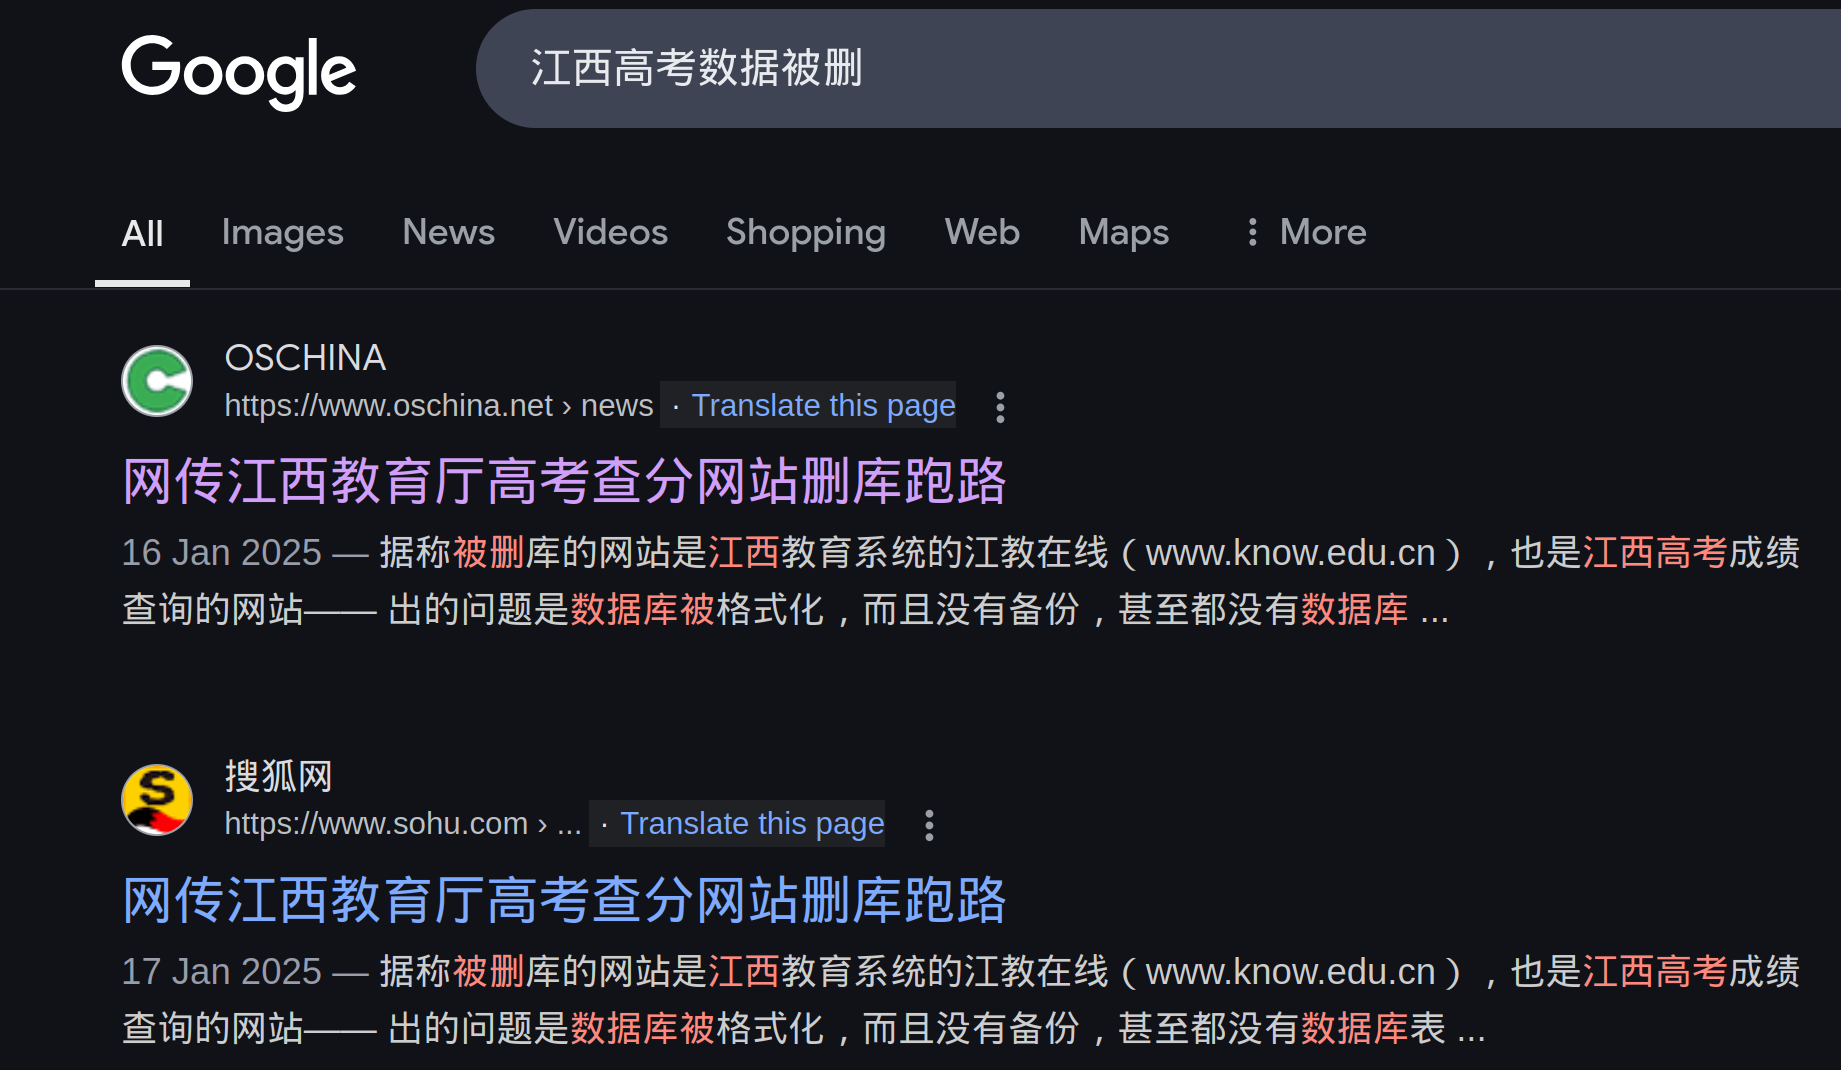 Google
江西高考数据被删
All Images News Videos Shopping Web Maps More
OSCHINA
https://www.oschina.net › news · Translate this page
网传江西教育厅高考查分网站删库跑路
16 Jan 2025 — 据称被删库的网站是江西教育系统的江教在线（www.know.edu.cn），也是江西高考成绩
查询的网站—— 出的问题是数据库被格式化，而且没有备份，甚至都没有数据库 ...
搜狐网
https://www.sohu.com › ... · Translate this page
网传江西教育厅高考查分网站删库跑路
17 Jan 2025 — 据称被删库的网站是江西教育系统的江教在线（www.know.edu.cn），也是江西高考成绩
查询的网站—— 出的问题是数据库被格式化，而且没有备份，甚至都没有数据库表 ...